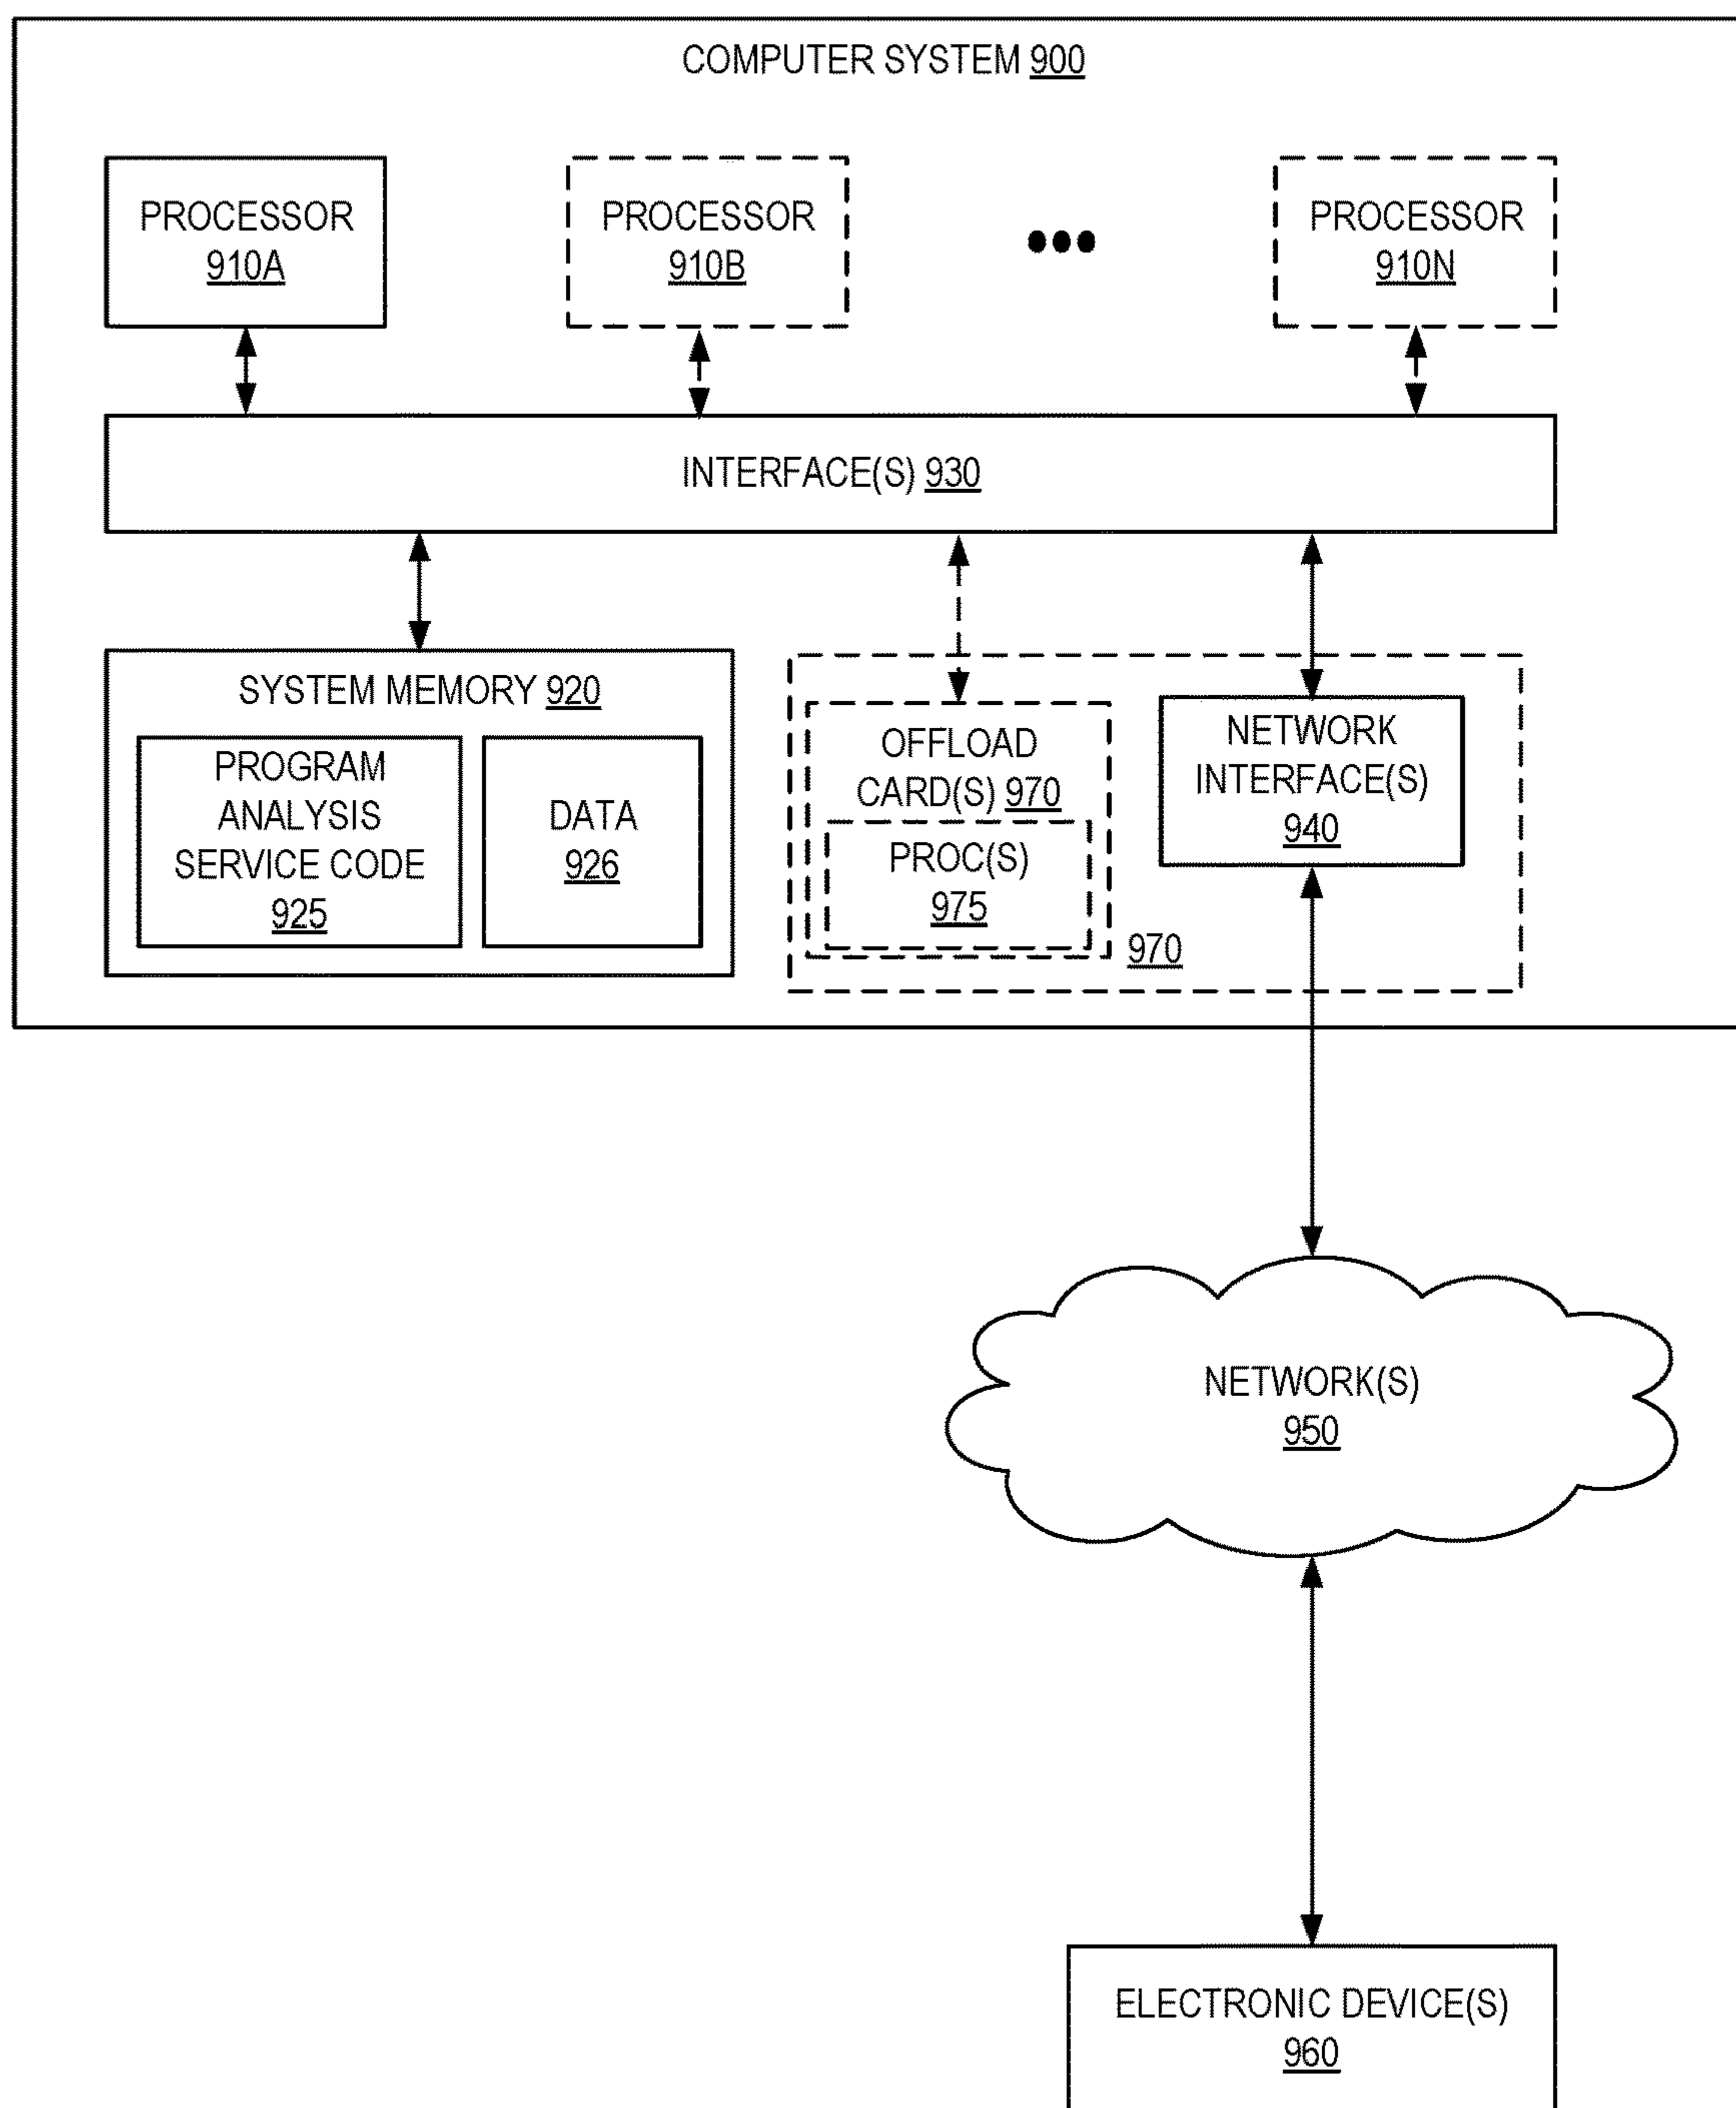 COMPUTER SYSTEM 900
PROCESSOR
910A
PROCESSOR
910B
PROCESSOR
910N
INTERFACE(S) 930
SYSTEM MEMORY 920
PROGRAM
ANALYSIS
SERVICE CODE
925
DATA
926
OFFLOAD
CARD(S) 970
PROC(S)
975
970
NETWORK
INTERFACE(S)
940
NETWORK(S)
950
ELECTRONIC DEVICE(S)
960